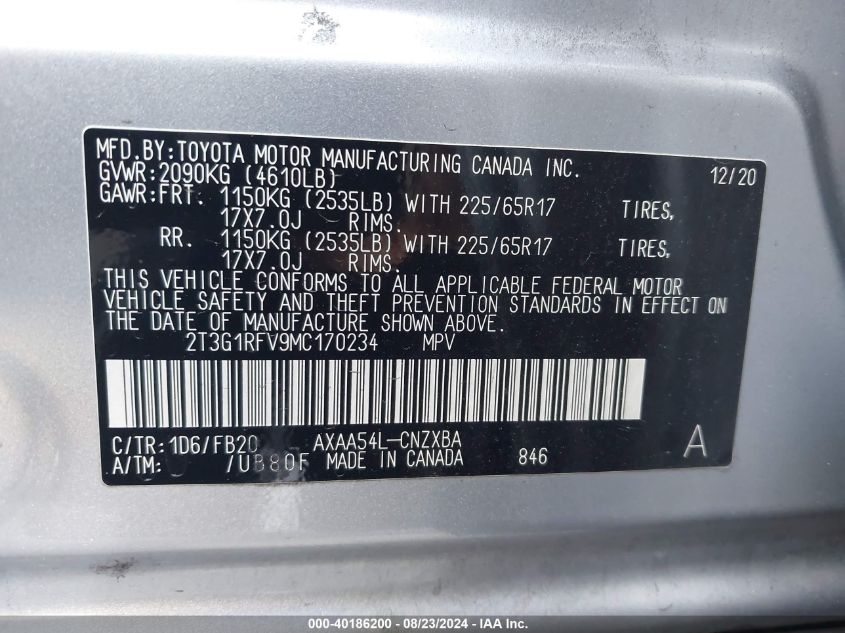 MFD.BY:TOYOTA MOTOR MANUFACTURING CANADA INC. 12/20
GVWR:2090KG (4610LB)
GAWR:FRT. 1150KG (2535LB) WITH 225/65R17 TIRES,
17X7.0J RIMS.
RR. 1150KG (2535LB) WITH 225/65R17 TIRES,
17X7.0J RIMS.
THIS VEHICLE CONFORMS TO ALL APPLICABLE FEDERAL MOTOR
VEHICLE SAFETY AND THEFT PREVENTION STANDARDS IN EFFECT ON
THE DATE OF MANUFACTURE SHOWN ABOVE.
2T3G1RFV9MC170234 MPV
C/TR:1D6/FB20 AXAA54L-CNZXBA A
A/TM: /UB80F MADE IN CANADA 846
000-40186200 - 08/23/2024 - IAA Inc.